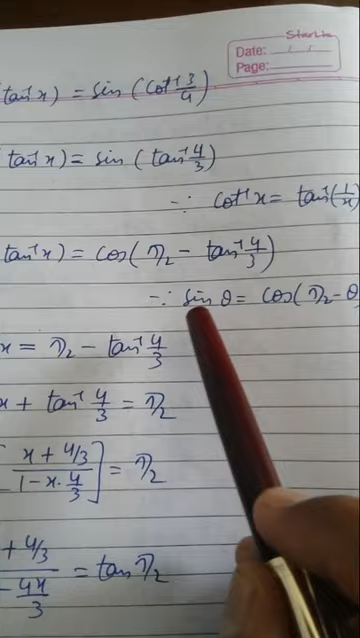 StarLin
Date:
Page:
tan⁻¹x) = sin (cot⁻¹ 3/4)
tan⁻¹x) = sin (tan⁻¹ 4/3)
∵ cot⁻¹x = tan⁻¹(1/x)
tan⁻¹x) = cos(π/2 - tan⁻¹ 4/3)
∵ sin θ = cos(π/2 - θ
x = π/2 - tan⁻¹ 4/3
x + tan⁻¹ 4/3 = π/2
[x + 4/3 / 1 - x·4/3] = π/2
+ 4/3 / - 4x/3 = tan π/2